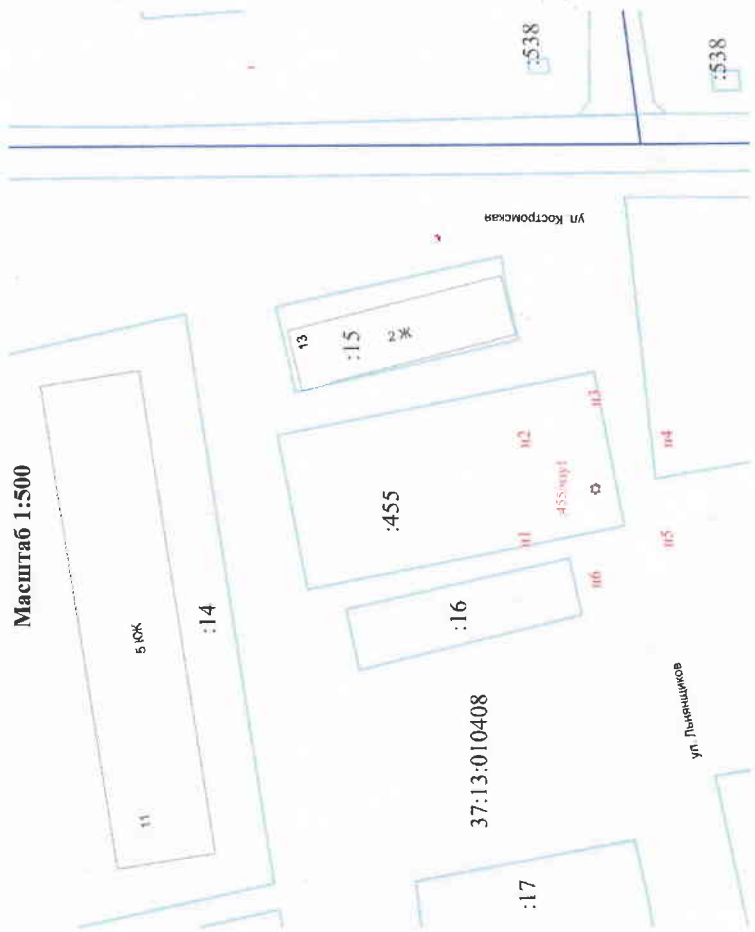 Масштаб 1:500
:538
:538
ул Костромская
13
:15
2 Ж
5 КЖ
:14
11
:455
н2
н3
н1
н4
н5
н6
:16
37:13:010408
ул. Льнянщиков
:17